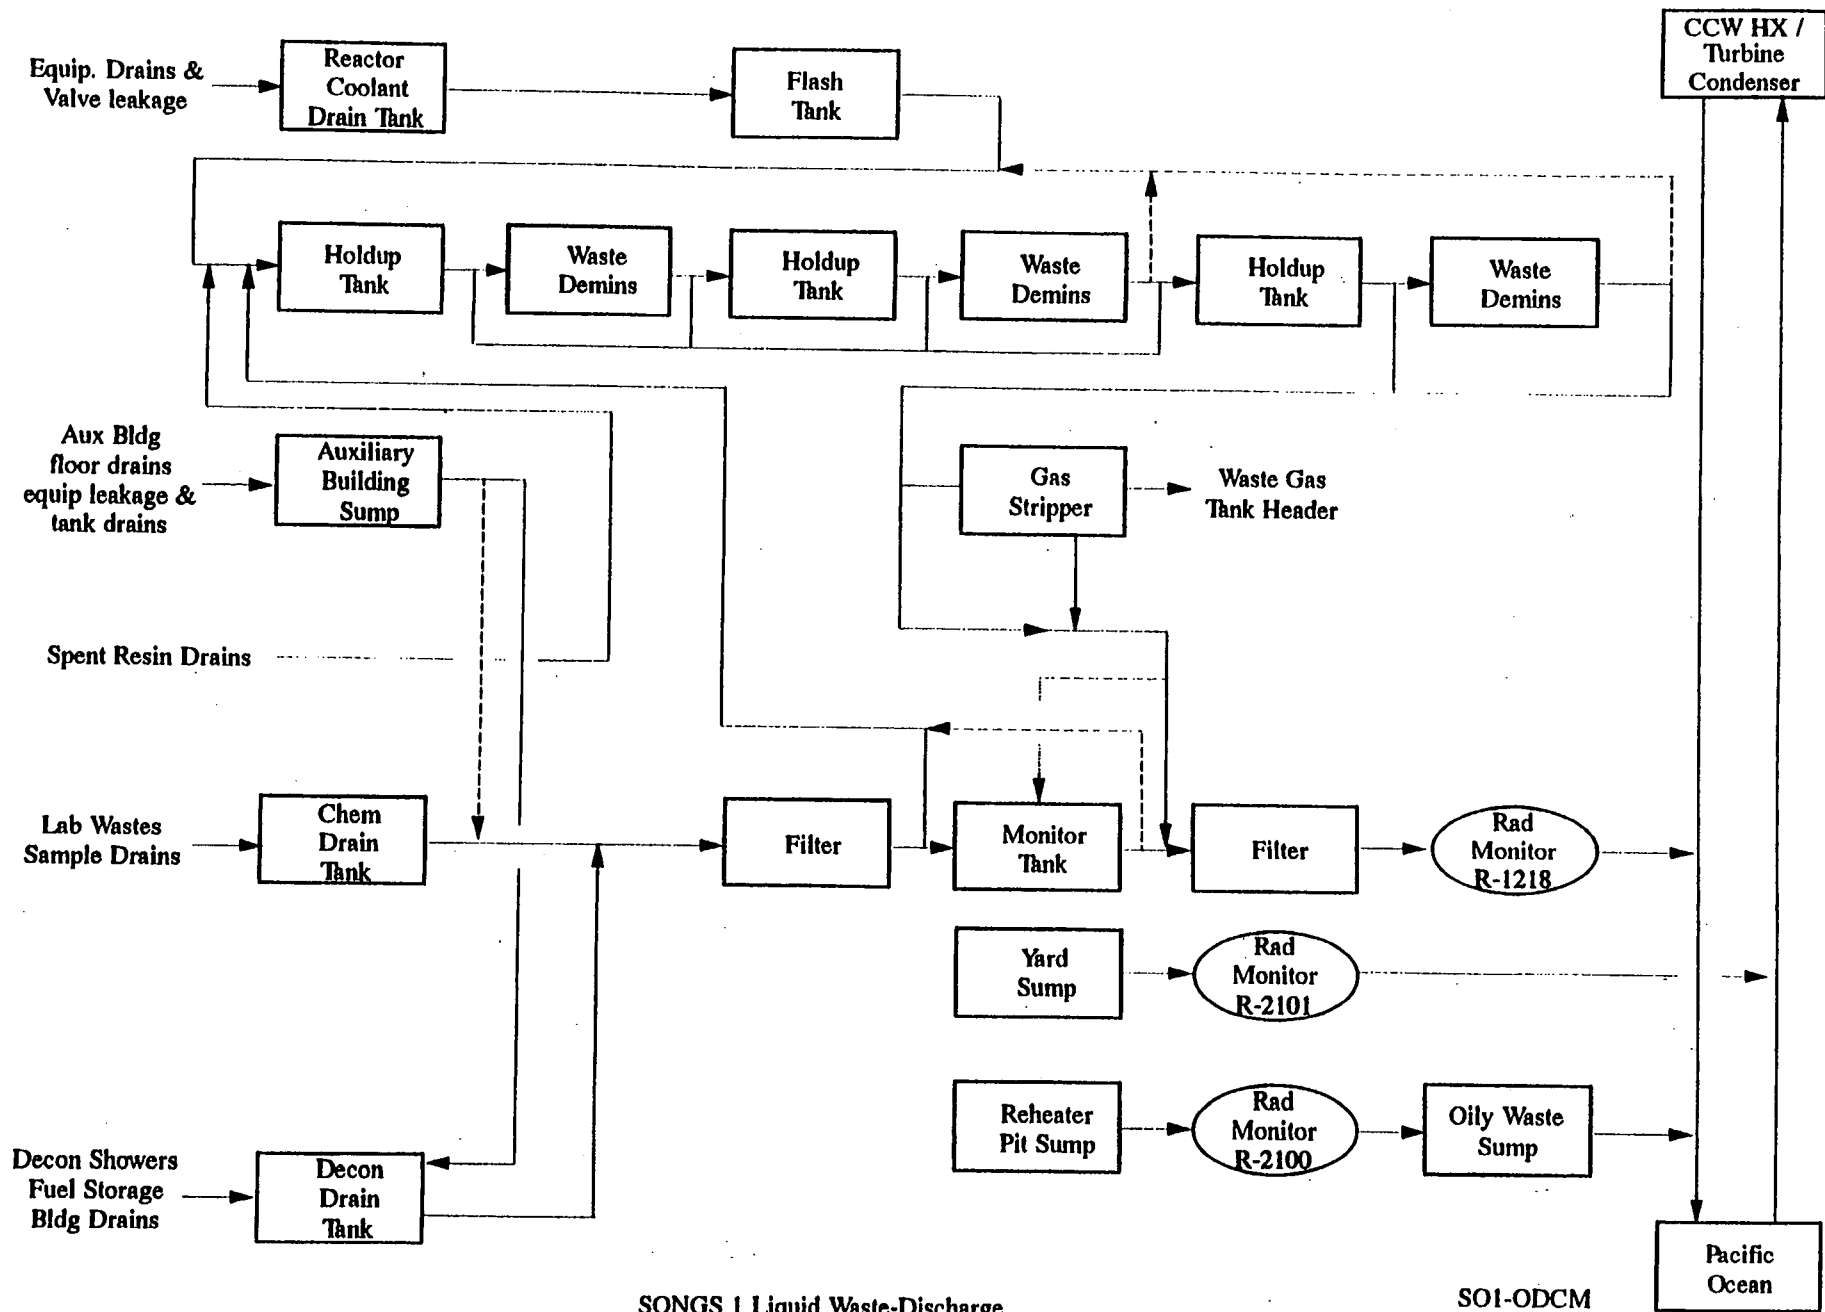 CCW HX /
Turbine
Condenser
Equip. Drains &
Valve leakage
Reactor
Coolant
Drain Tank
Flash
Tank
Holdup
Tank
Waste
Demins
Holdup
Tank
Waste
Demins
Holdup
Tank
Waste
Demins
Aux Bldg
floor drains
equip leakage &
tank drains
Auxiliary
Building
Sump
Gas
Stripper
Waste Gas
Tank Header
Spent Resin Drains
Lab Wastes
Sample Drains
Chem
Drain
Tank
Filter
Monitor
Tank
Filter
Rad
Monitor
R-1218
Yard
Sump
Rad
Monitor
R-2101
Reheater
Pit Sump
Rad
Monitor
R-2100
Oily Waste
Sump
Decon Showers
Fuel Storage
Bldg Drains
Decon
Drain
Tank
Pacific
Ocean
SONGS 1 Liquid Waste-Discharge
SO1-ODCM